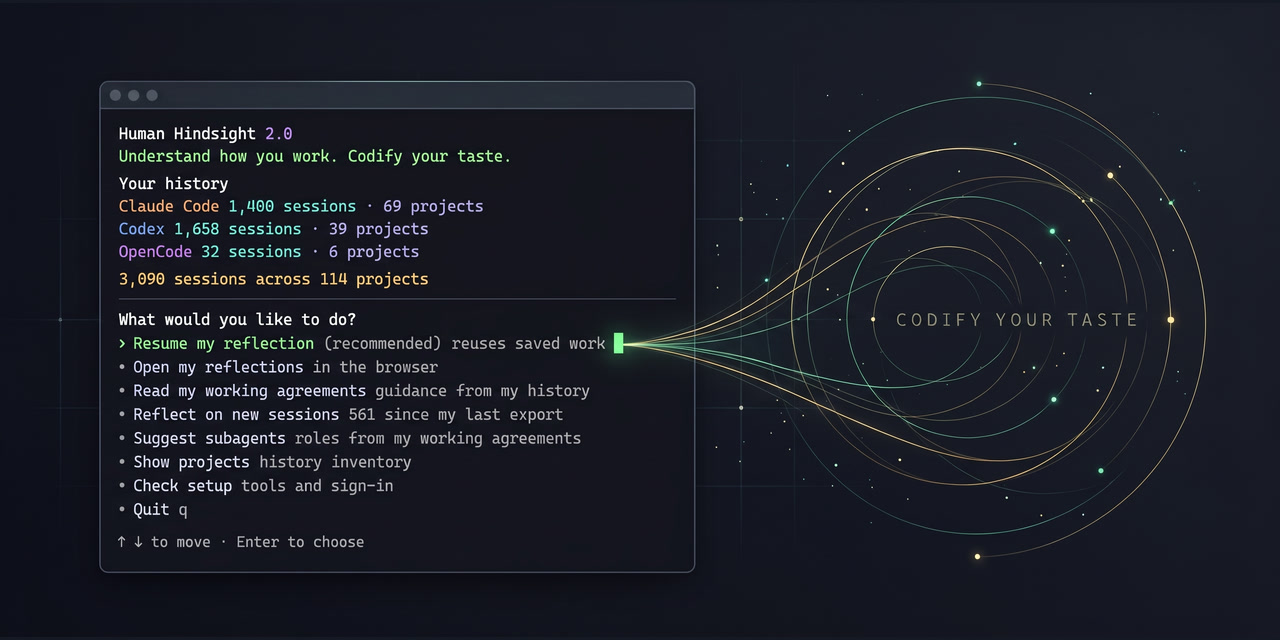 Human Hindsight 2.0
Understand how you work. Codify your taste.
Your history
Claude Code 1,400 sessions · 69 projects
Codex 1,658 sessions · 39 projects
OpenCode 32 sessions · 6 projects
3,090 sessions across 114 projects
What would you like to do?
› Resume my reflection (recommended) reuses saved work
• Open my reflections in the browser
• Read my working agreements guidance from my history
• Reflect on new sessions 561 since my last export
• Suggest subagents roles from my working agreements
• Show projects history inventory
• Check setup tools and sign-in
• Quit q
↑ ↓ to move · Enter to choose
CODIFY YOUR TASTE